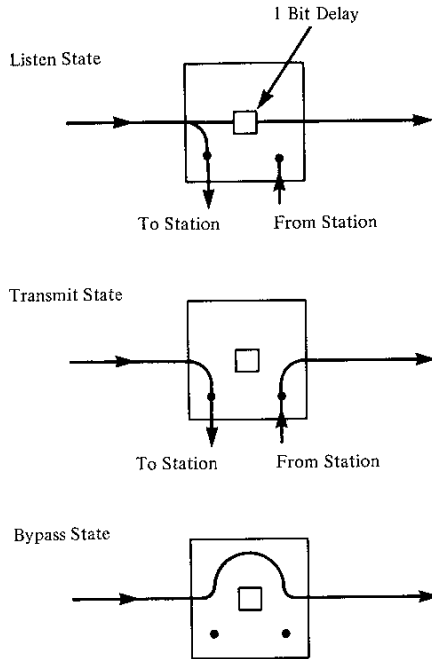 1 Bit Delay
Listen State
To Station
From Station
Transmit State
To Station
From Station
Bypass State